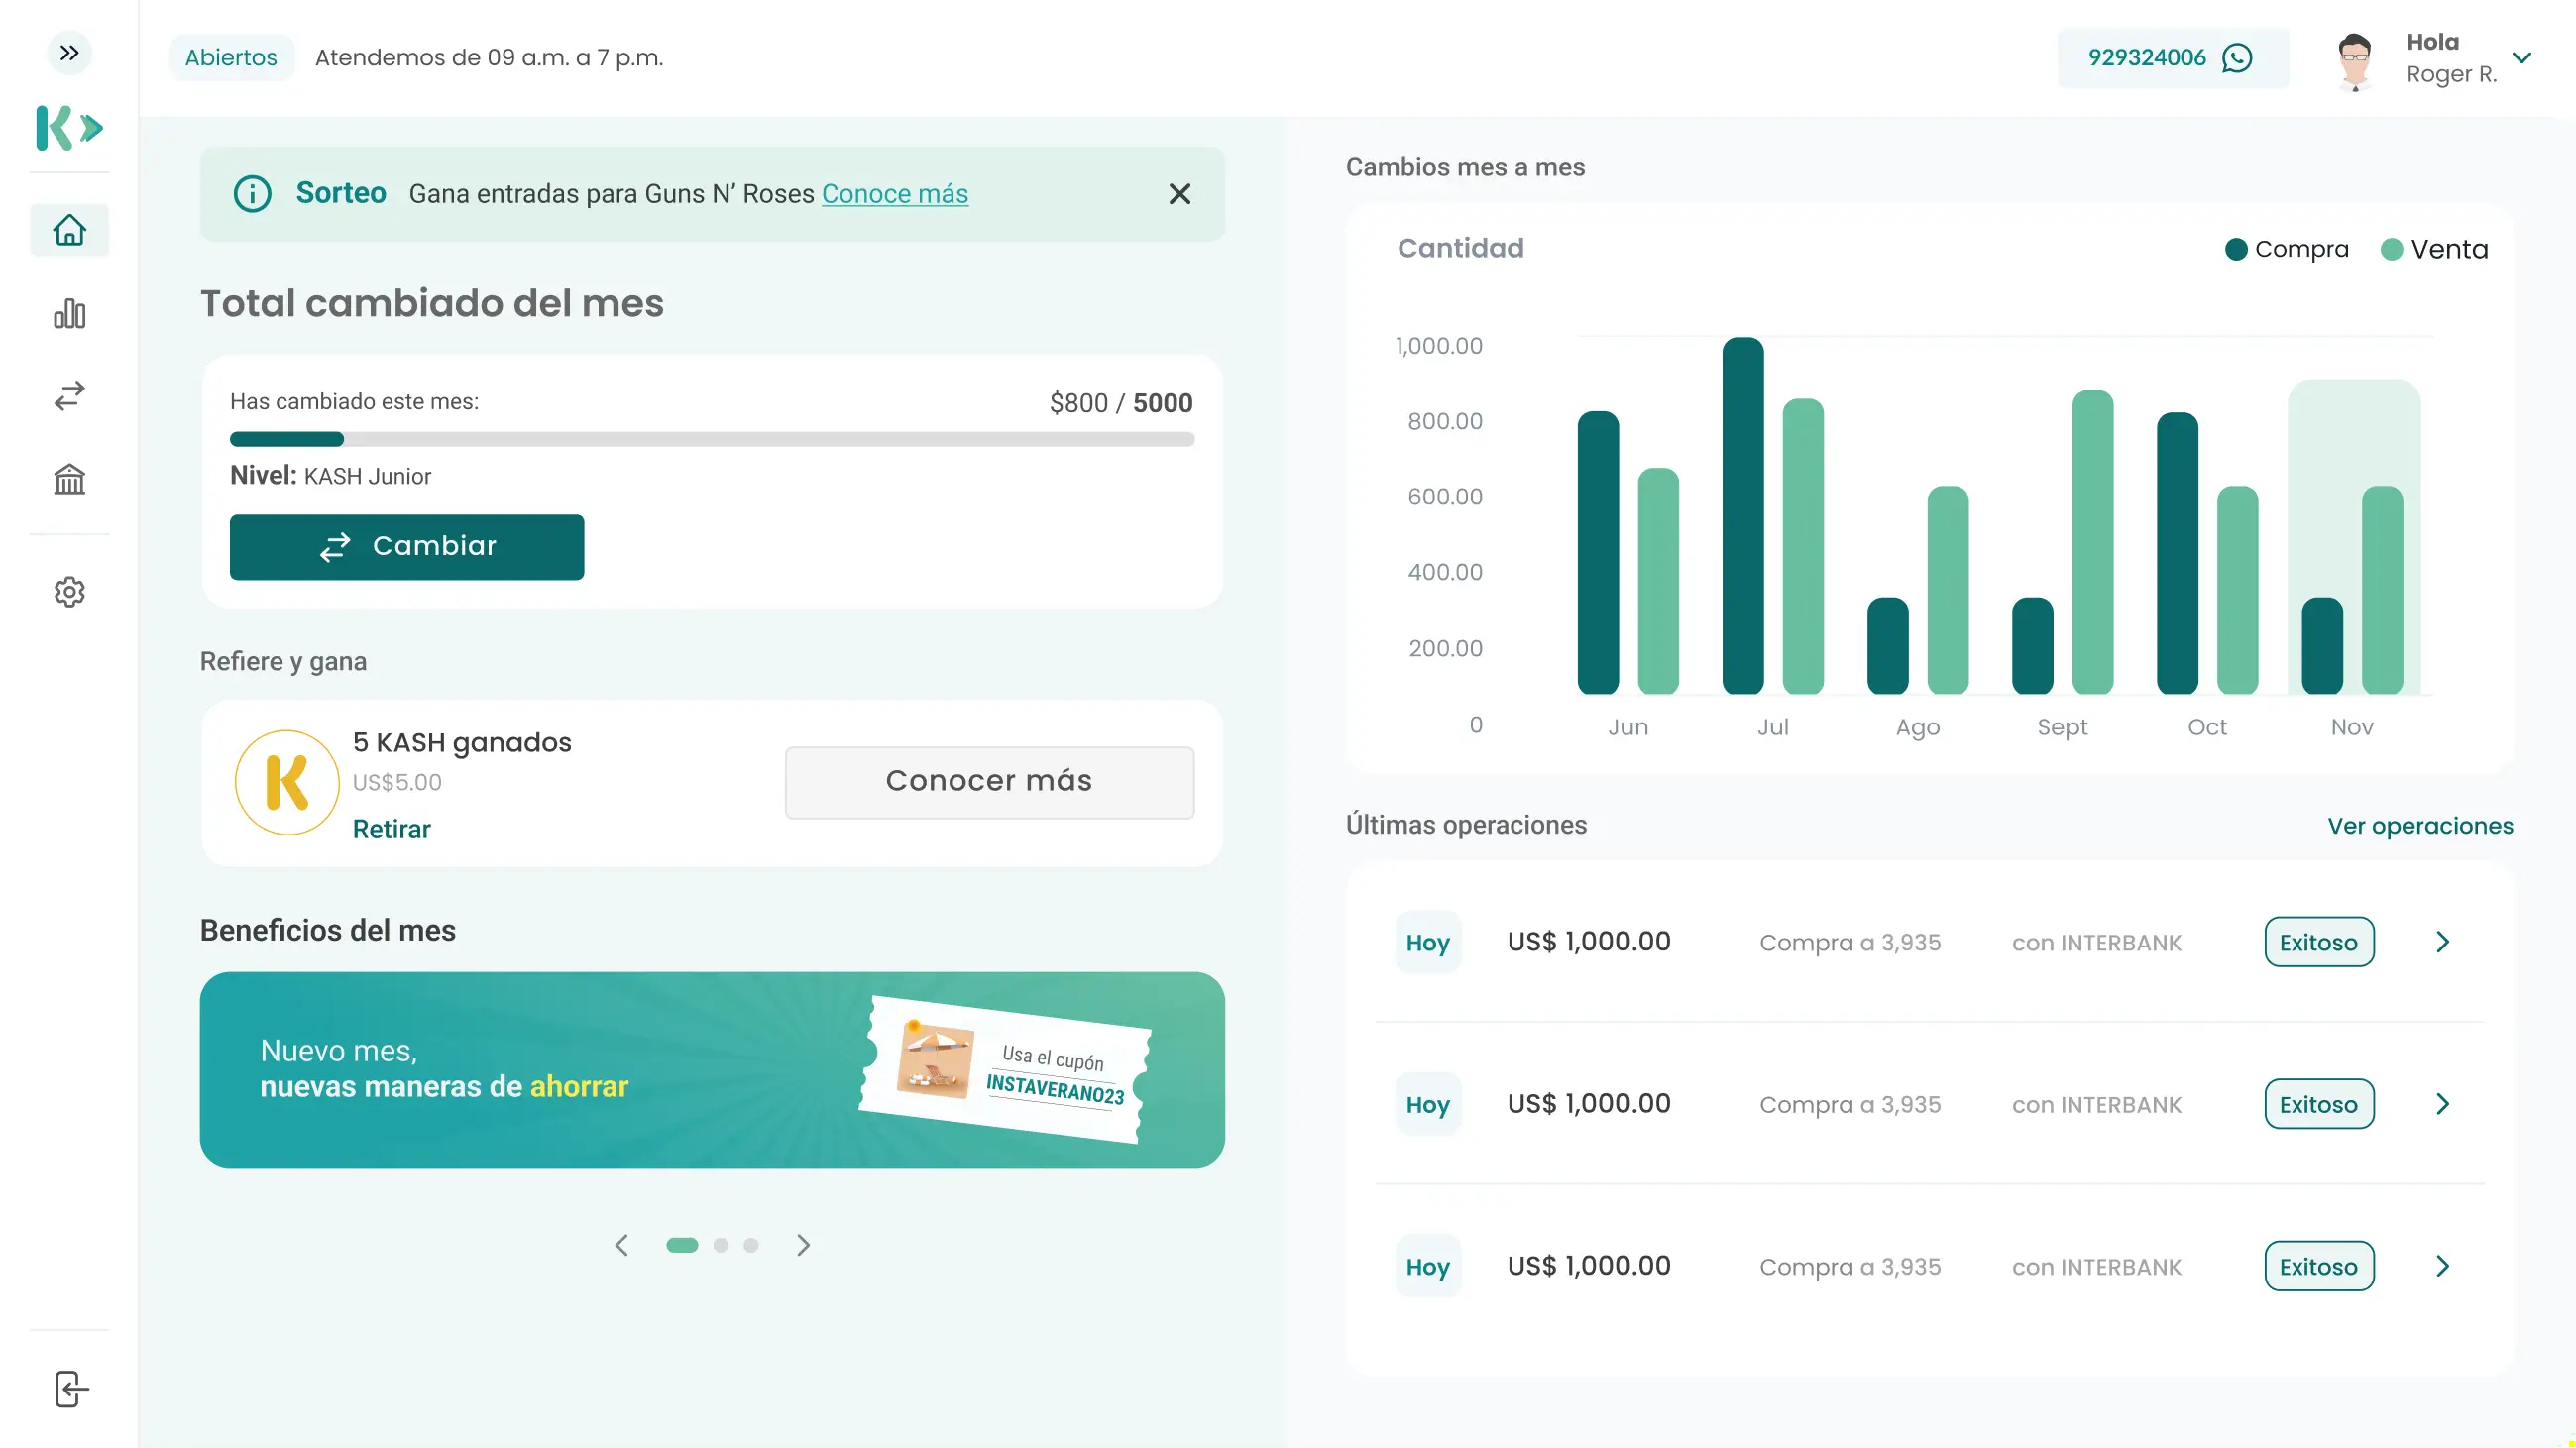 Abiertos Atendemos de 09 a.m. a 7 p.m.
929324006
Hola
Roger R.
K
Sorteo Gana entradas para Guns N’ Roses Conoce más
Total cambiado del mes
Has cambiado este mes: $800 / 5000
Nivel: KASH Junior
Cambiar
Refiere y gana
K
5 KASH ganados
US$5.00
Retirar
Conocer más
Beneficios del mes
Nuevo mes,
nuevas maneras de ahorrar
Usa el cupón
INSTAVERANO23
Cambios mes a mes
Cantidad
Compra Venta
1,000.00
800.00
600.00
400.00
200.00
0
Jun Jul Ago Sept Oct Nov
Últimas operaciones Ver operaciones
Hoy US$ 1,000.00 Compra a 3,935 con INTERBANK Exitoso
Hoy US$ 1,000.00 Compra a 3,935 con INTERBANK Exitoso
Hoy US$ 1,000.00 Compra a 3,935 con INTERBANK Exitoso